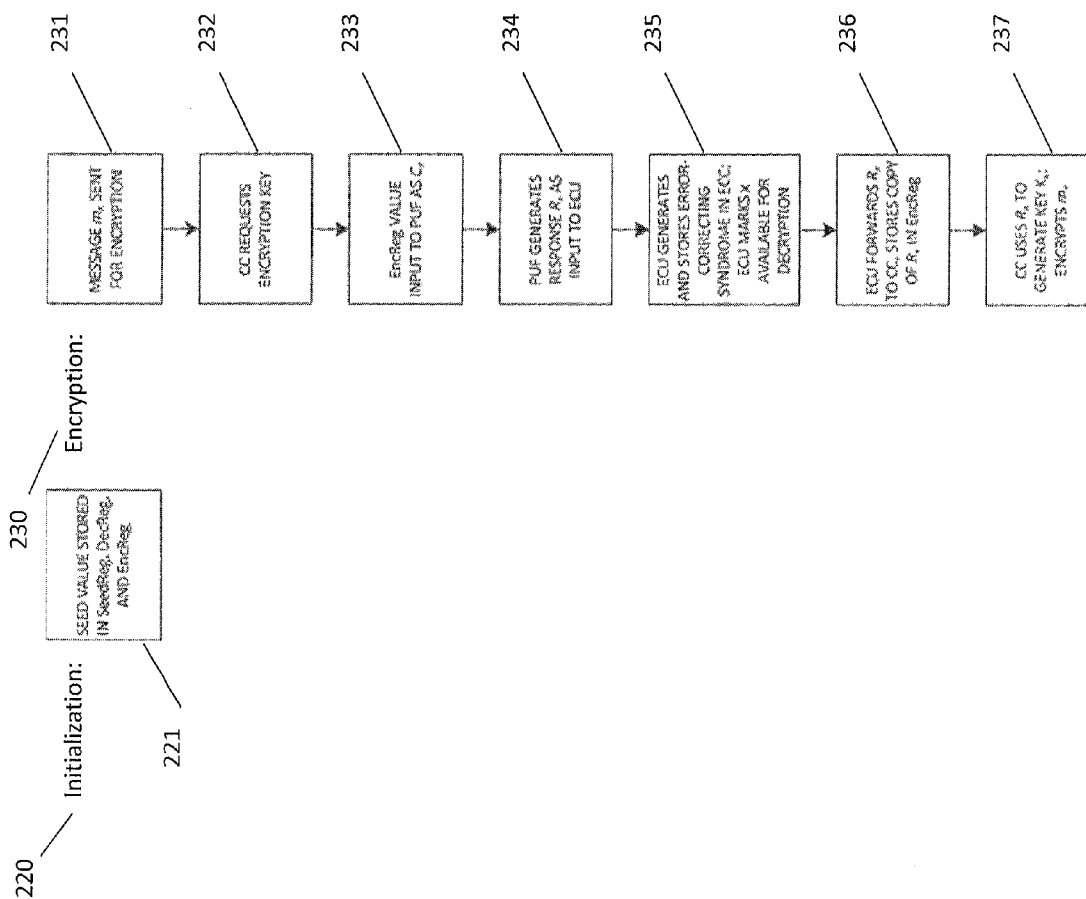 220
Initialization:
SEED VALUE STORED
IN SeedReg, DecReg,
AND EncReg
221
230
Encryption:
MESSAGE mₓ SENT
FOR ENCRYPTION
231
CC REQUESTS
ENCRYPTION KEY
232
EncReg VALUE
INPUT TO PUF AS Cₓ
233
PUF GENERATES
RESPONSE Rₓ AS
INPUT TO ECU
234
ECU GENERATES
AND STORES ERROR-
CORRECTING
SYNDROME IN ECC;
ECU MARKS x
AVAILABLE FOR
DECRYPTION
235
ECU FORWARDS Rₓ
TO CC, STORES COPY
OF Rₓ IN EncReg
236
CC USES Rₓ TO
GENERATE KEY Kₓ;
ENCRYPTS mₓ
237